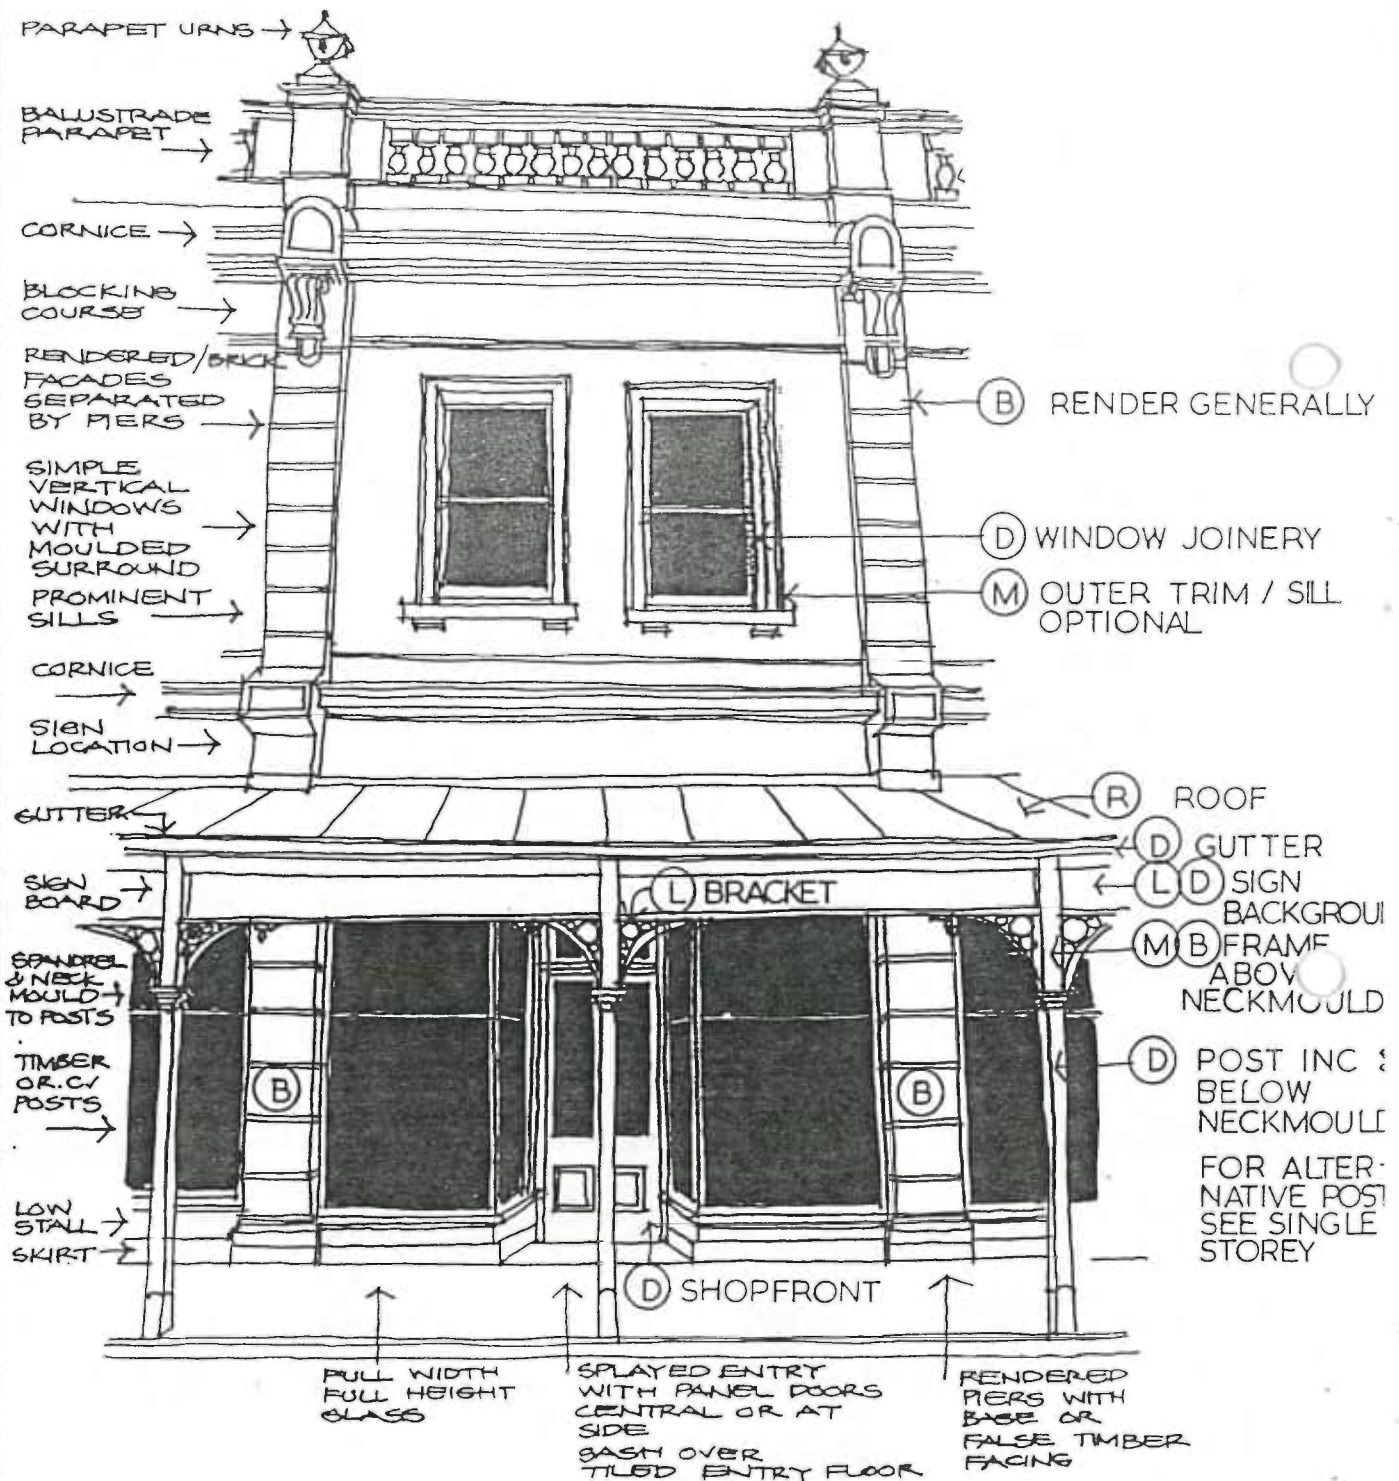 PARAPET URNS
BALUSTRADE
PARAPET
CORNICE
BLOCKING
COURSE
RENDERED/BRICK
FACADES
SEPARATED
BY PIERS
SIMPLE
VERTICAL
WINDOWS
WITH
MOULDED
SURROUND
PROMINENT
SILLS
CORNICE
SIGN
LOCATION
GUTTER
SIGN
BOARD
SPANDREL
& NECK
MOULD
TO POSTS
TIMBER
OR C/
POSTS
LOW
STALL
SKIRT
B RENDER GENERALLY
D WINDOW JOINERY
M OUTER TRIM / SILL
OPTIONAL
R ROOF
D GUTTER
L D SIGN
BACKGROU
L BRACKET
M B FRAME
ABOV
NECKMOULD
D POST INC
BELOW
NECKMOULD
FOR ALTER-
NATIVE POST
SEE SINGLE
STOREY
B
B
D SHOPFRONT
FULL WIDTH
FULL HEIGHT
GLASS
SPLAYED ENTRY
WITH PANEL DOORS
CENTRAL OR AT
SIDE
SASH OVER
TILED ENTRY FLOOR
RENDERED
PIERS WITH
BASE OR
FALSE TIMBER
FACING